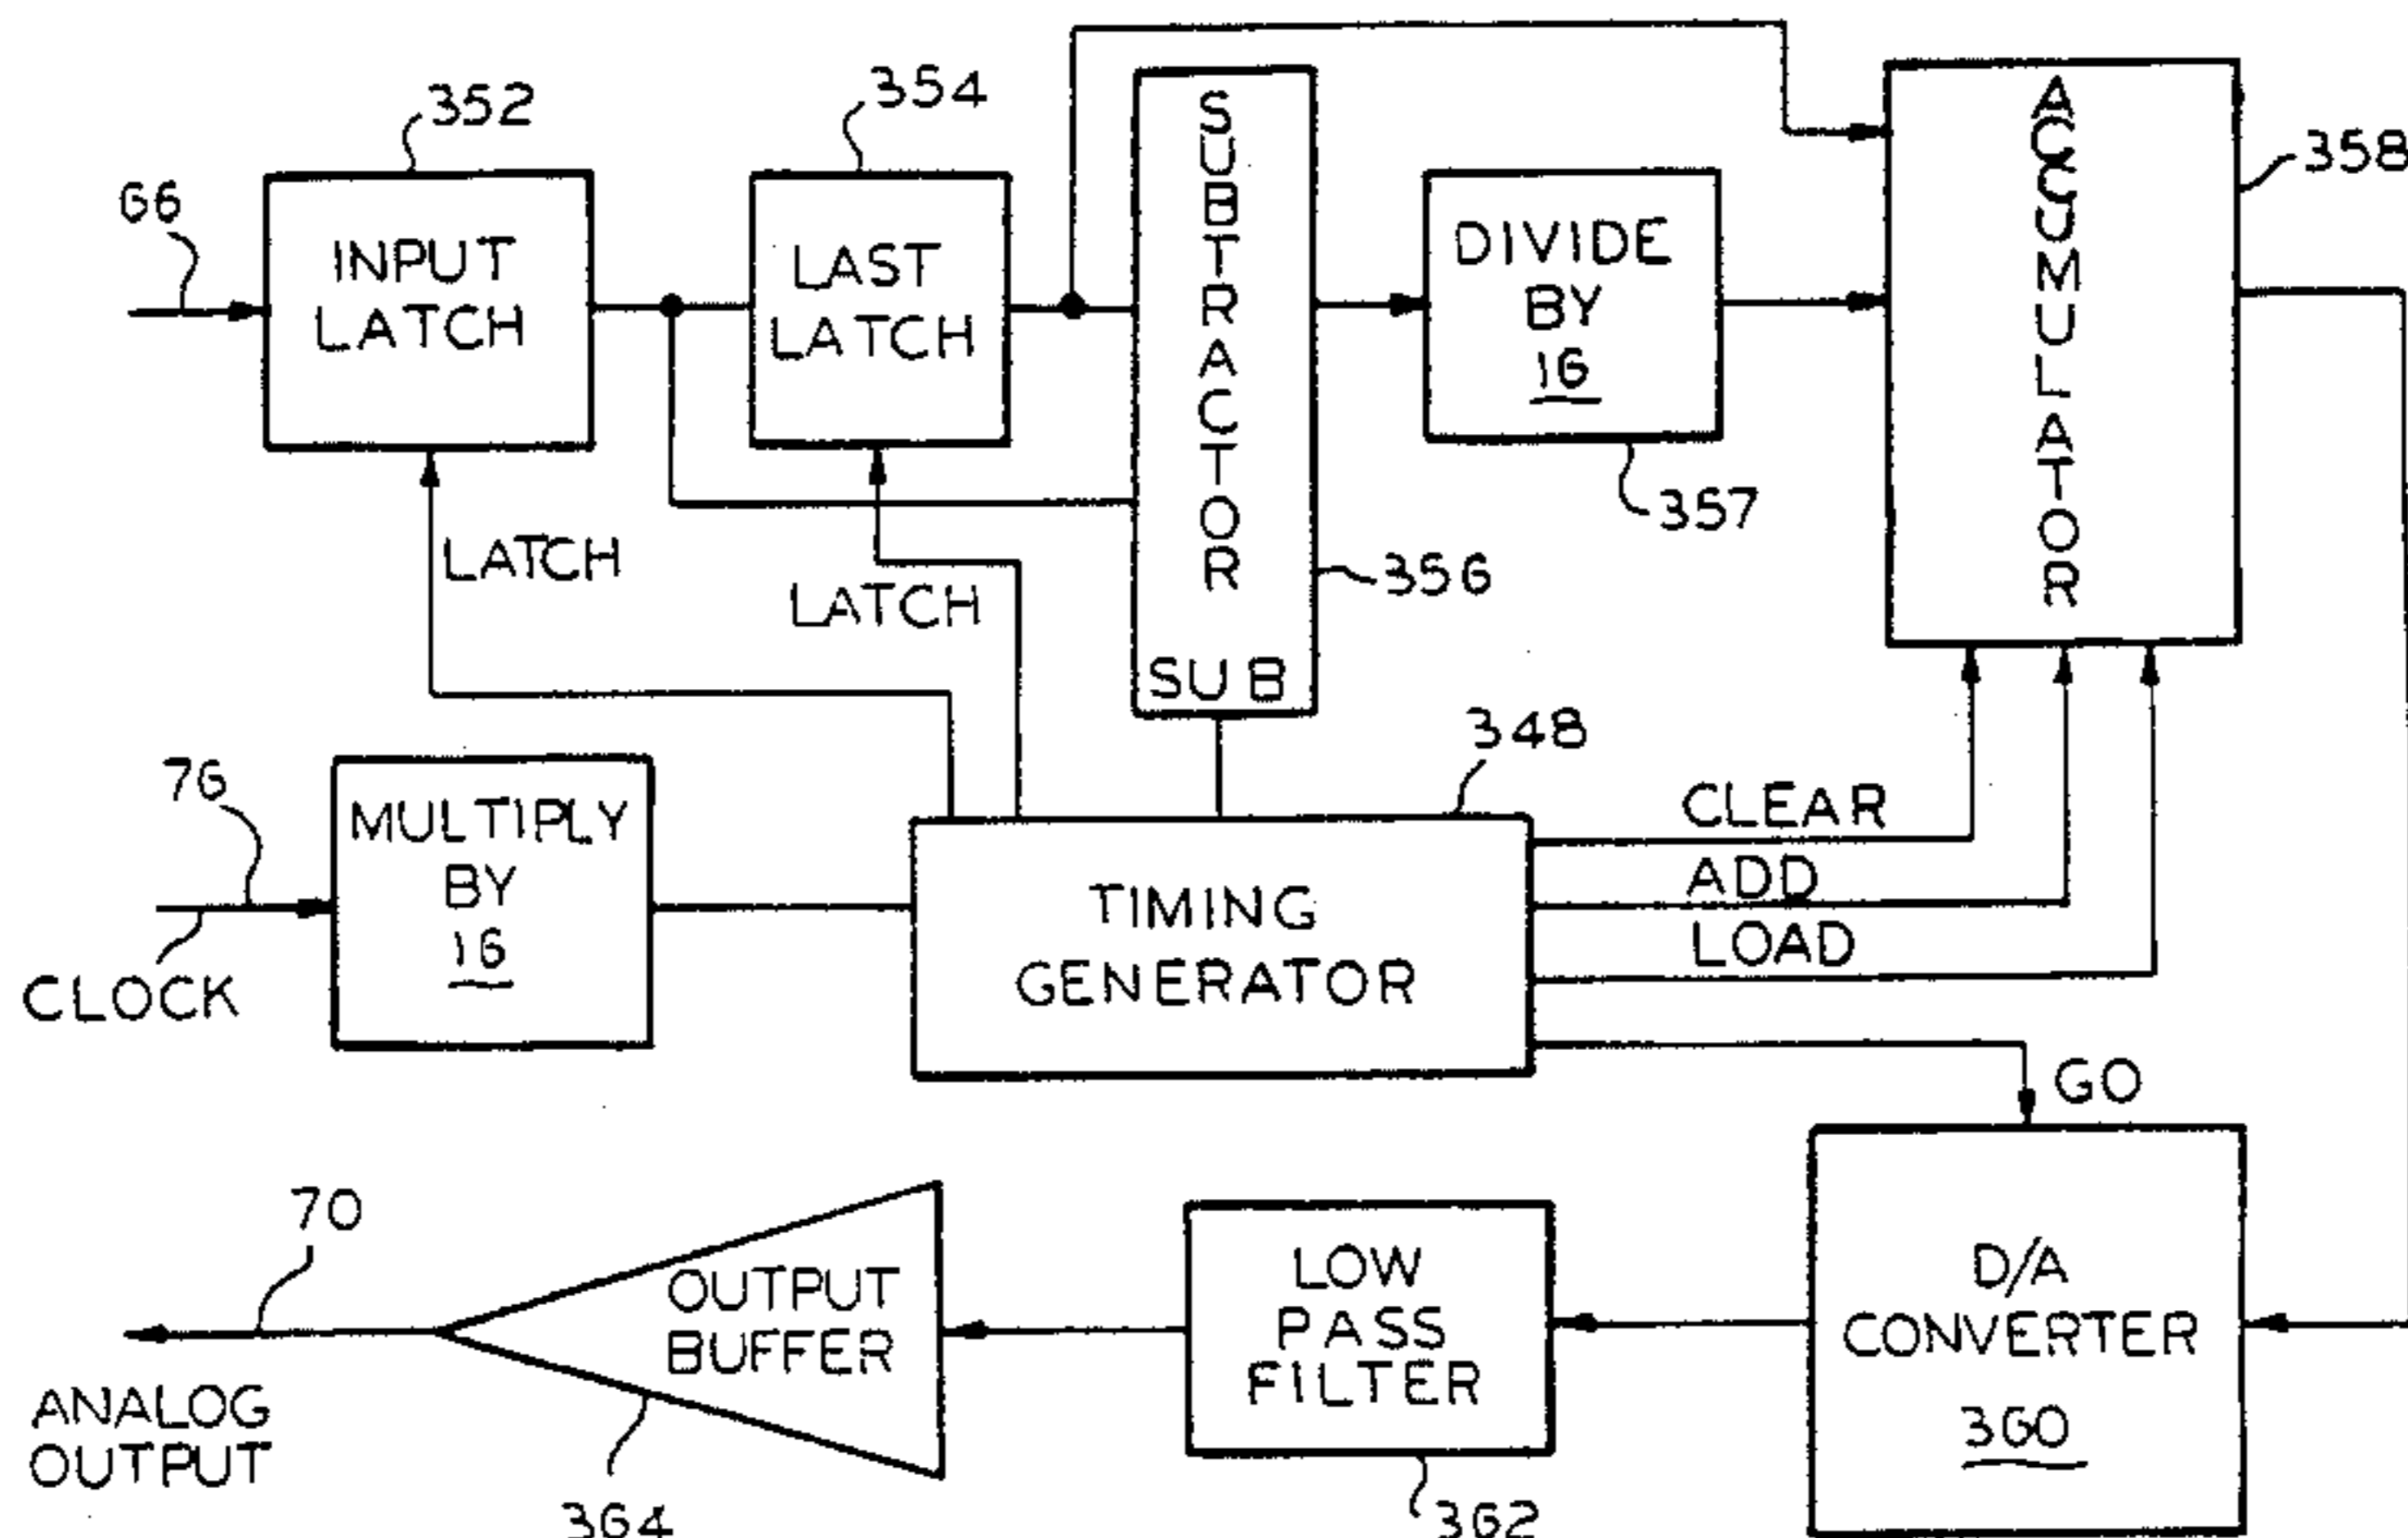 352
354
66
INPUT
LATCH
LAST
LATCH
SUBTRACTOR
SUB
DIVIDE
BY
16
ACCUMULATOR
358
357
356
LATCH
LATCH
348
76
MULTIPLY
BY
16
CLOCK
TIMING
GENERATOR
CLEAR
ADD
LOAD
GO
70
ANALOG
OUTPUT
OUTPUT
BUFFER
364
LOW
PASS
FILTER
362
D/A
CONVERTER
360